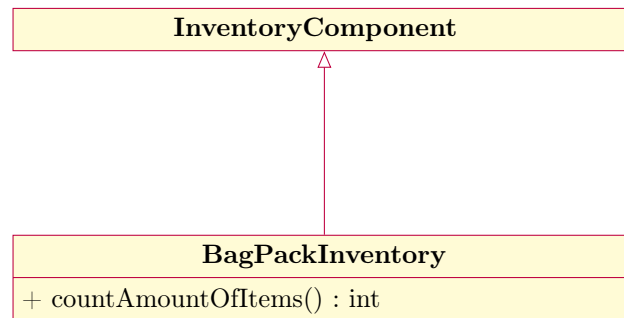 InventoryComponent
BagPackInventory
+ countAmountOfItems() : int